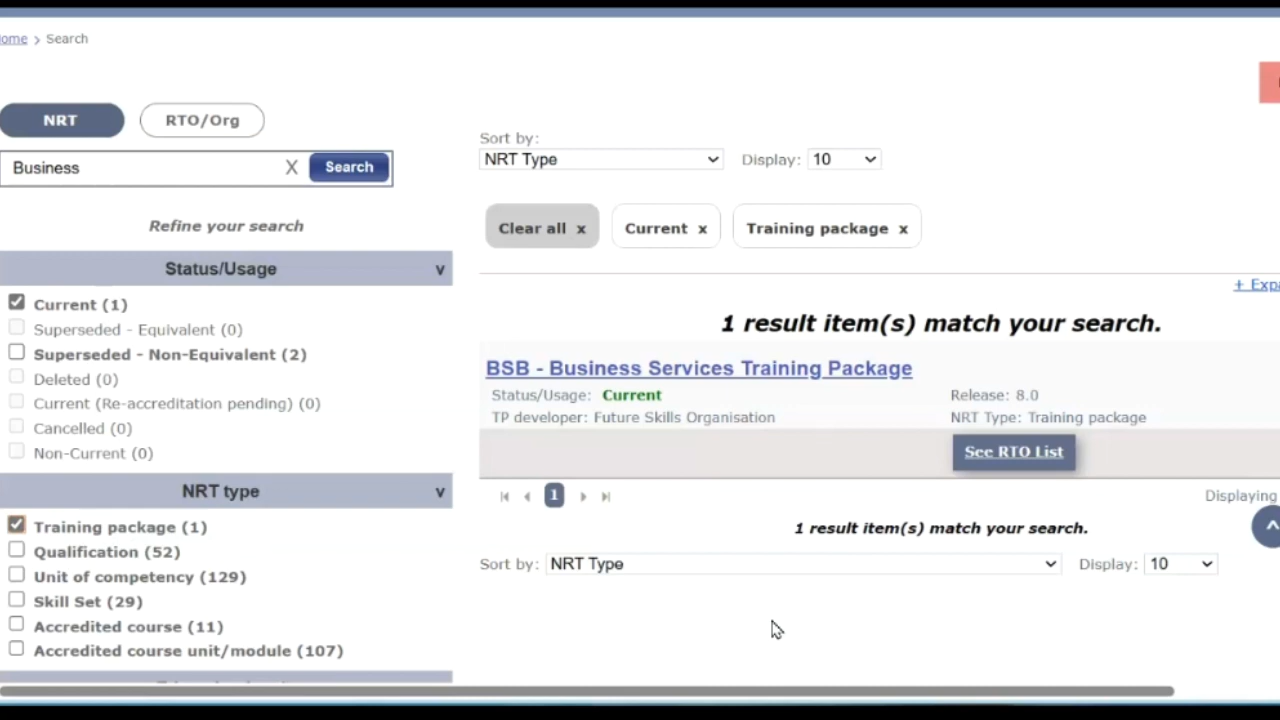 ome > Search
NRT
RTO/Org
Business
X
Search
Refine your search
Status/Usage
v
Current (1)
Superseded - Equivalent (0)
Superseded - Non-Equivalent (2)
Deleted (0)
Current (Re-accreditation pending) (0)
Cancelled (0)
Non-Current (0)
NRT type
v
Training package (1)
Qualification (52)
Unit of competency (129)
Skill Set (29)
Accredited course (11)
Accredited course unit/module (107)
Sort by:
NRT Type
Display: 10
Clear all x
Current x
Training package x
+ Expa
1 result item(s) match your search.
BSB - Business Services Training Package
Status/Usage: Current
Release: 8.0
TP developer: Future Skills Organisation
NRT Type: Training package
See RTO List
1
Displaying
1 result item(s) match your search.
Sort by: NRT Type
Display: 10